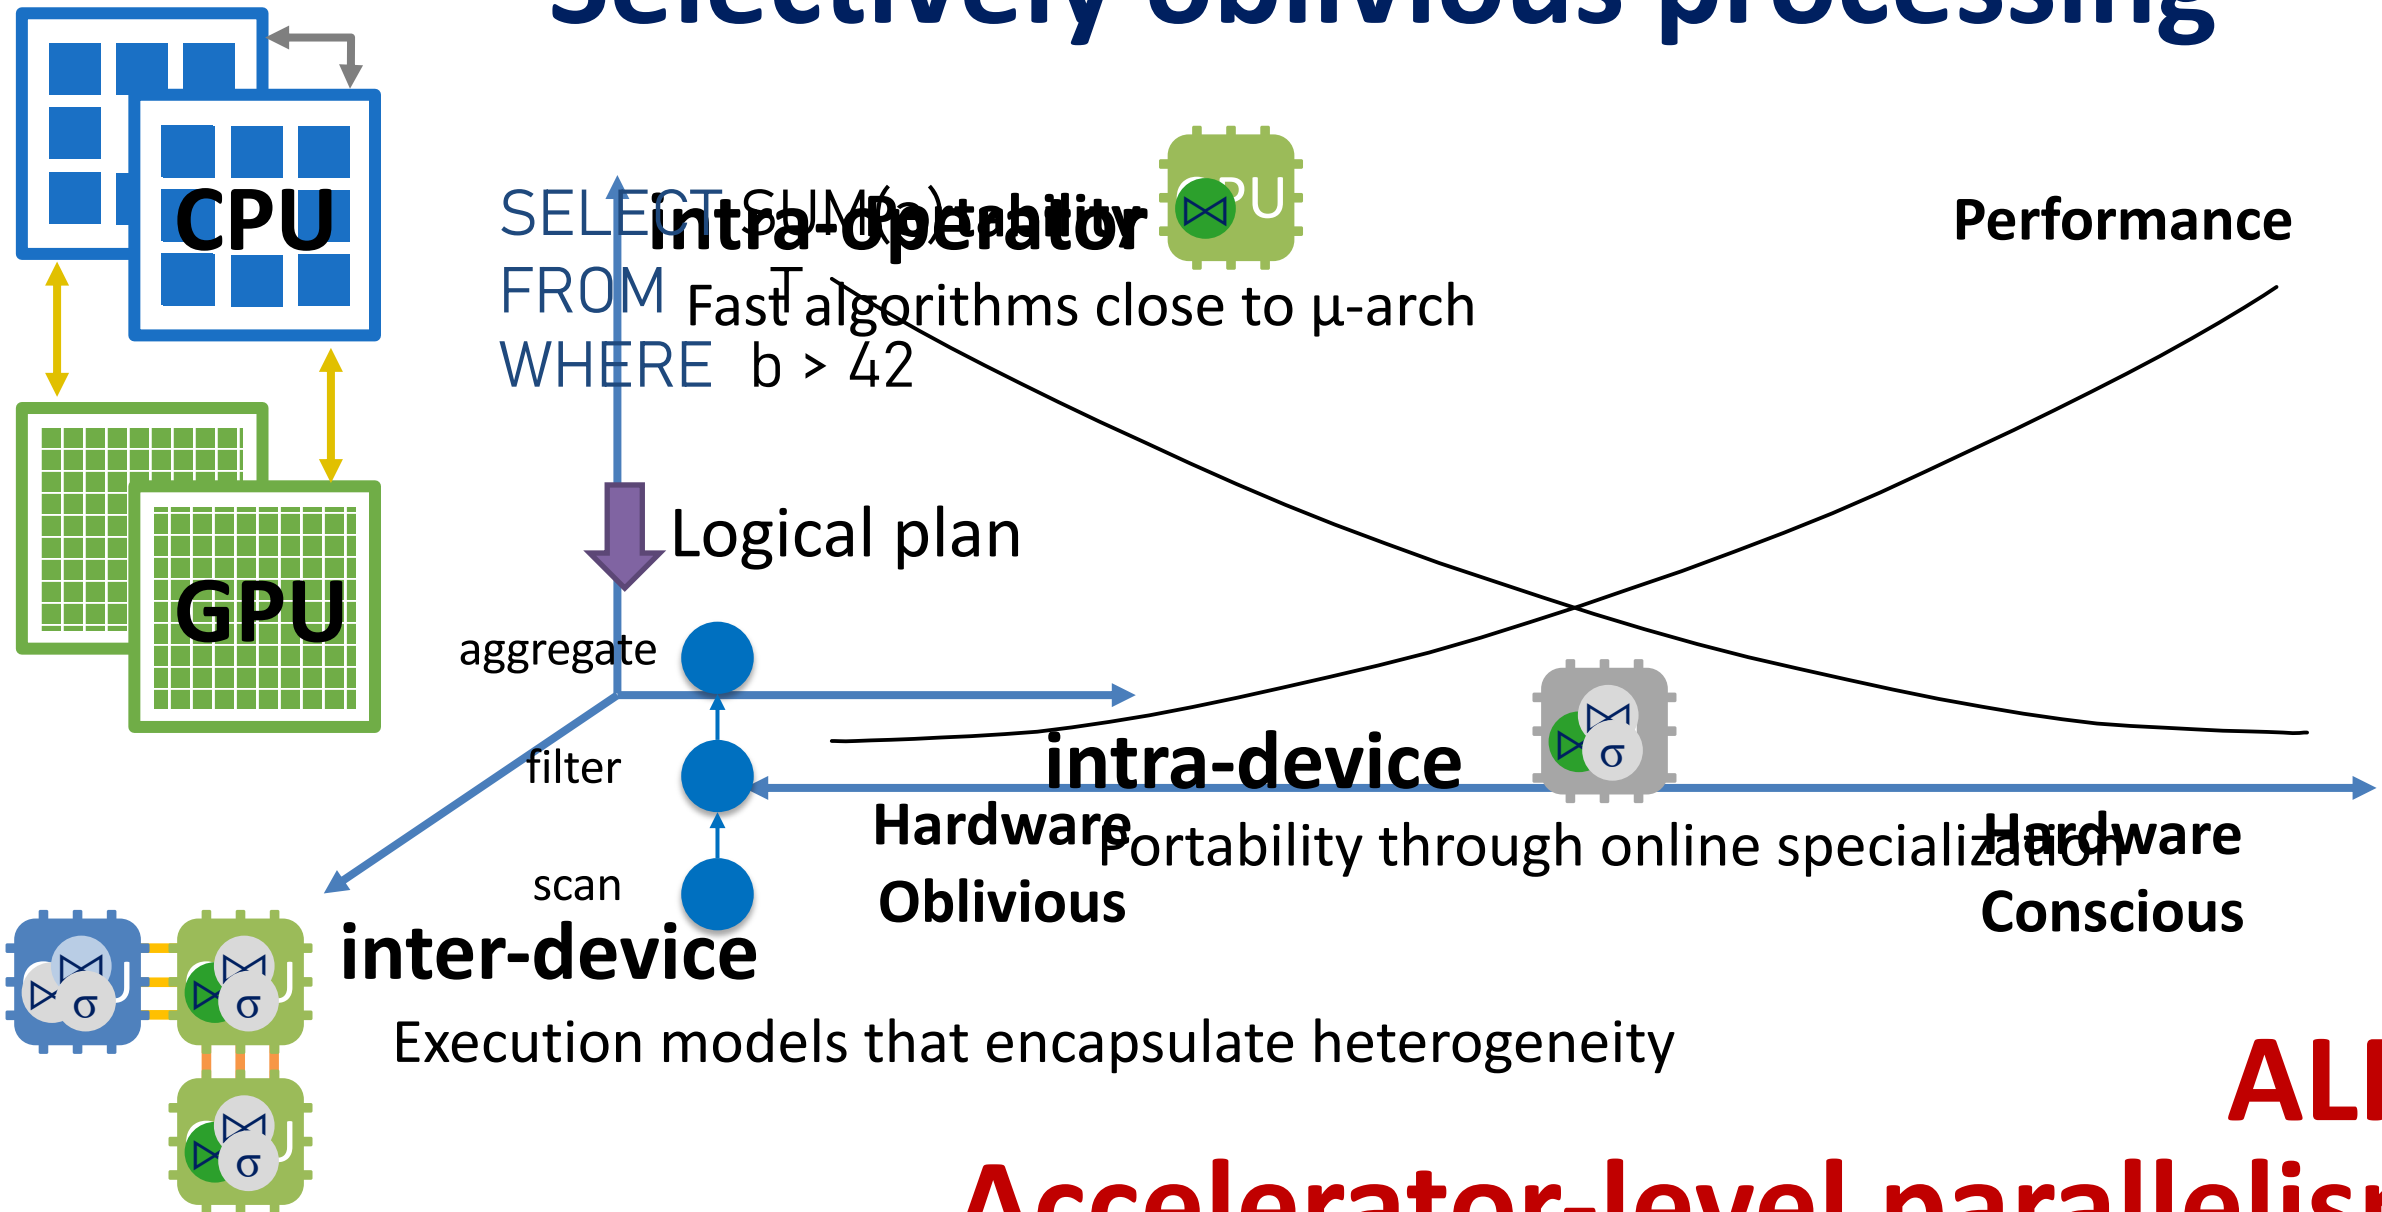 Selectively oblivious processing
CPU
GPU
SELECT SUM(a)
FROM T
WHERE b > 42
intra-operator
Portability
Performance
Fast algorithms close to μ-arch
Logical plan
aggregate
filter
scan
σ
intra-device
Portability through online specialization
Hardware
Oblivious
Hardware
Conscious
inter-device
σ
σ
Execution models that encapsulate heterogeneity
σ
Accelerator-level